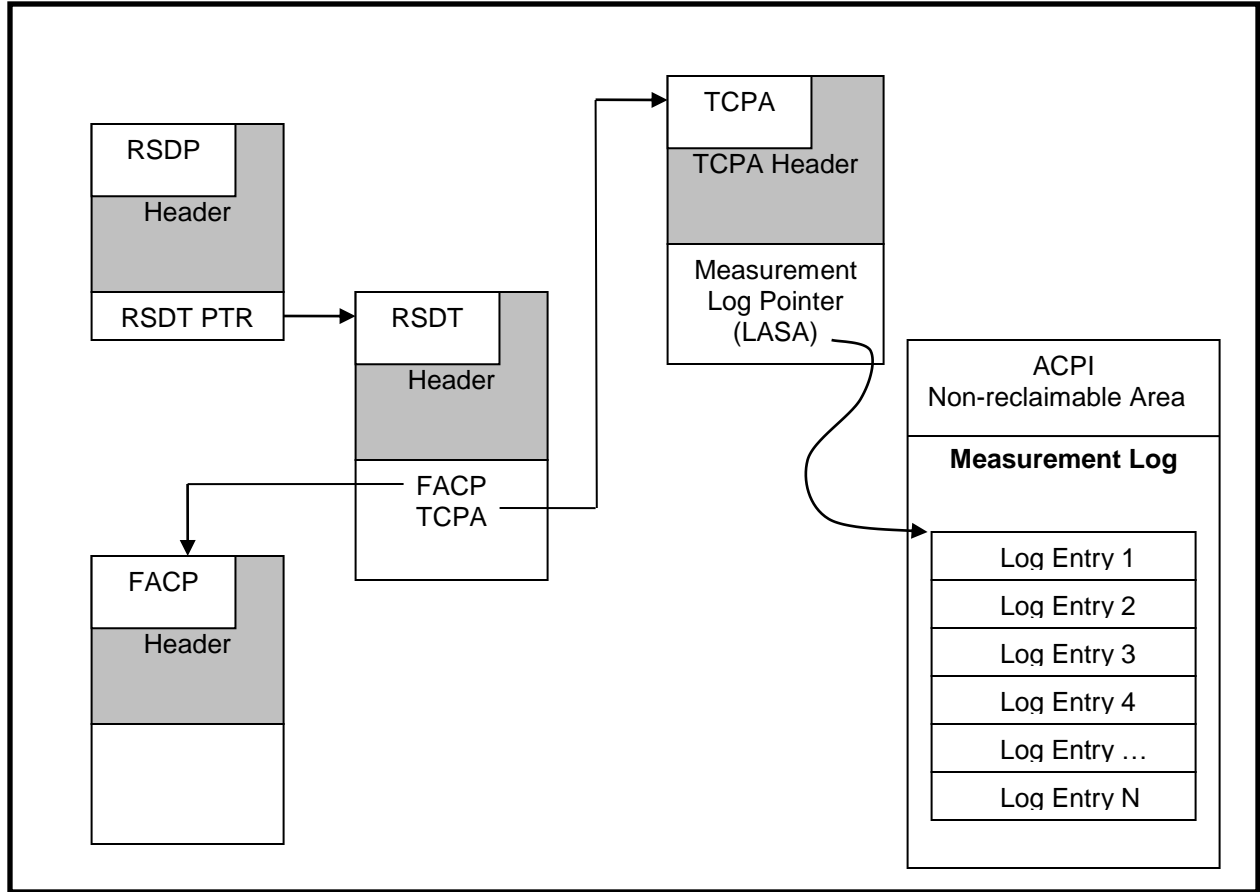 RSDP
Header
RSDT PTR
RSDT
Header
FACP
TCPA
FACP
Header
TCPA
TCPA Header
Measurement
Log Pointer
(LASA)
ACPI
Non-reclaimable Area
Measurement Log
Log Entry 1
Log Entry 2
Log Entry 3
Log Entry 4
Log Entry …
Log Entry N